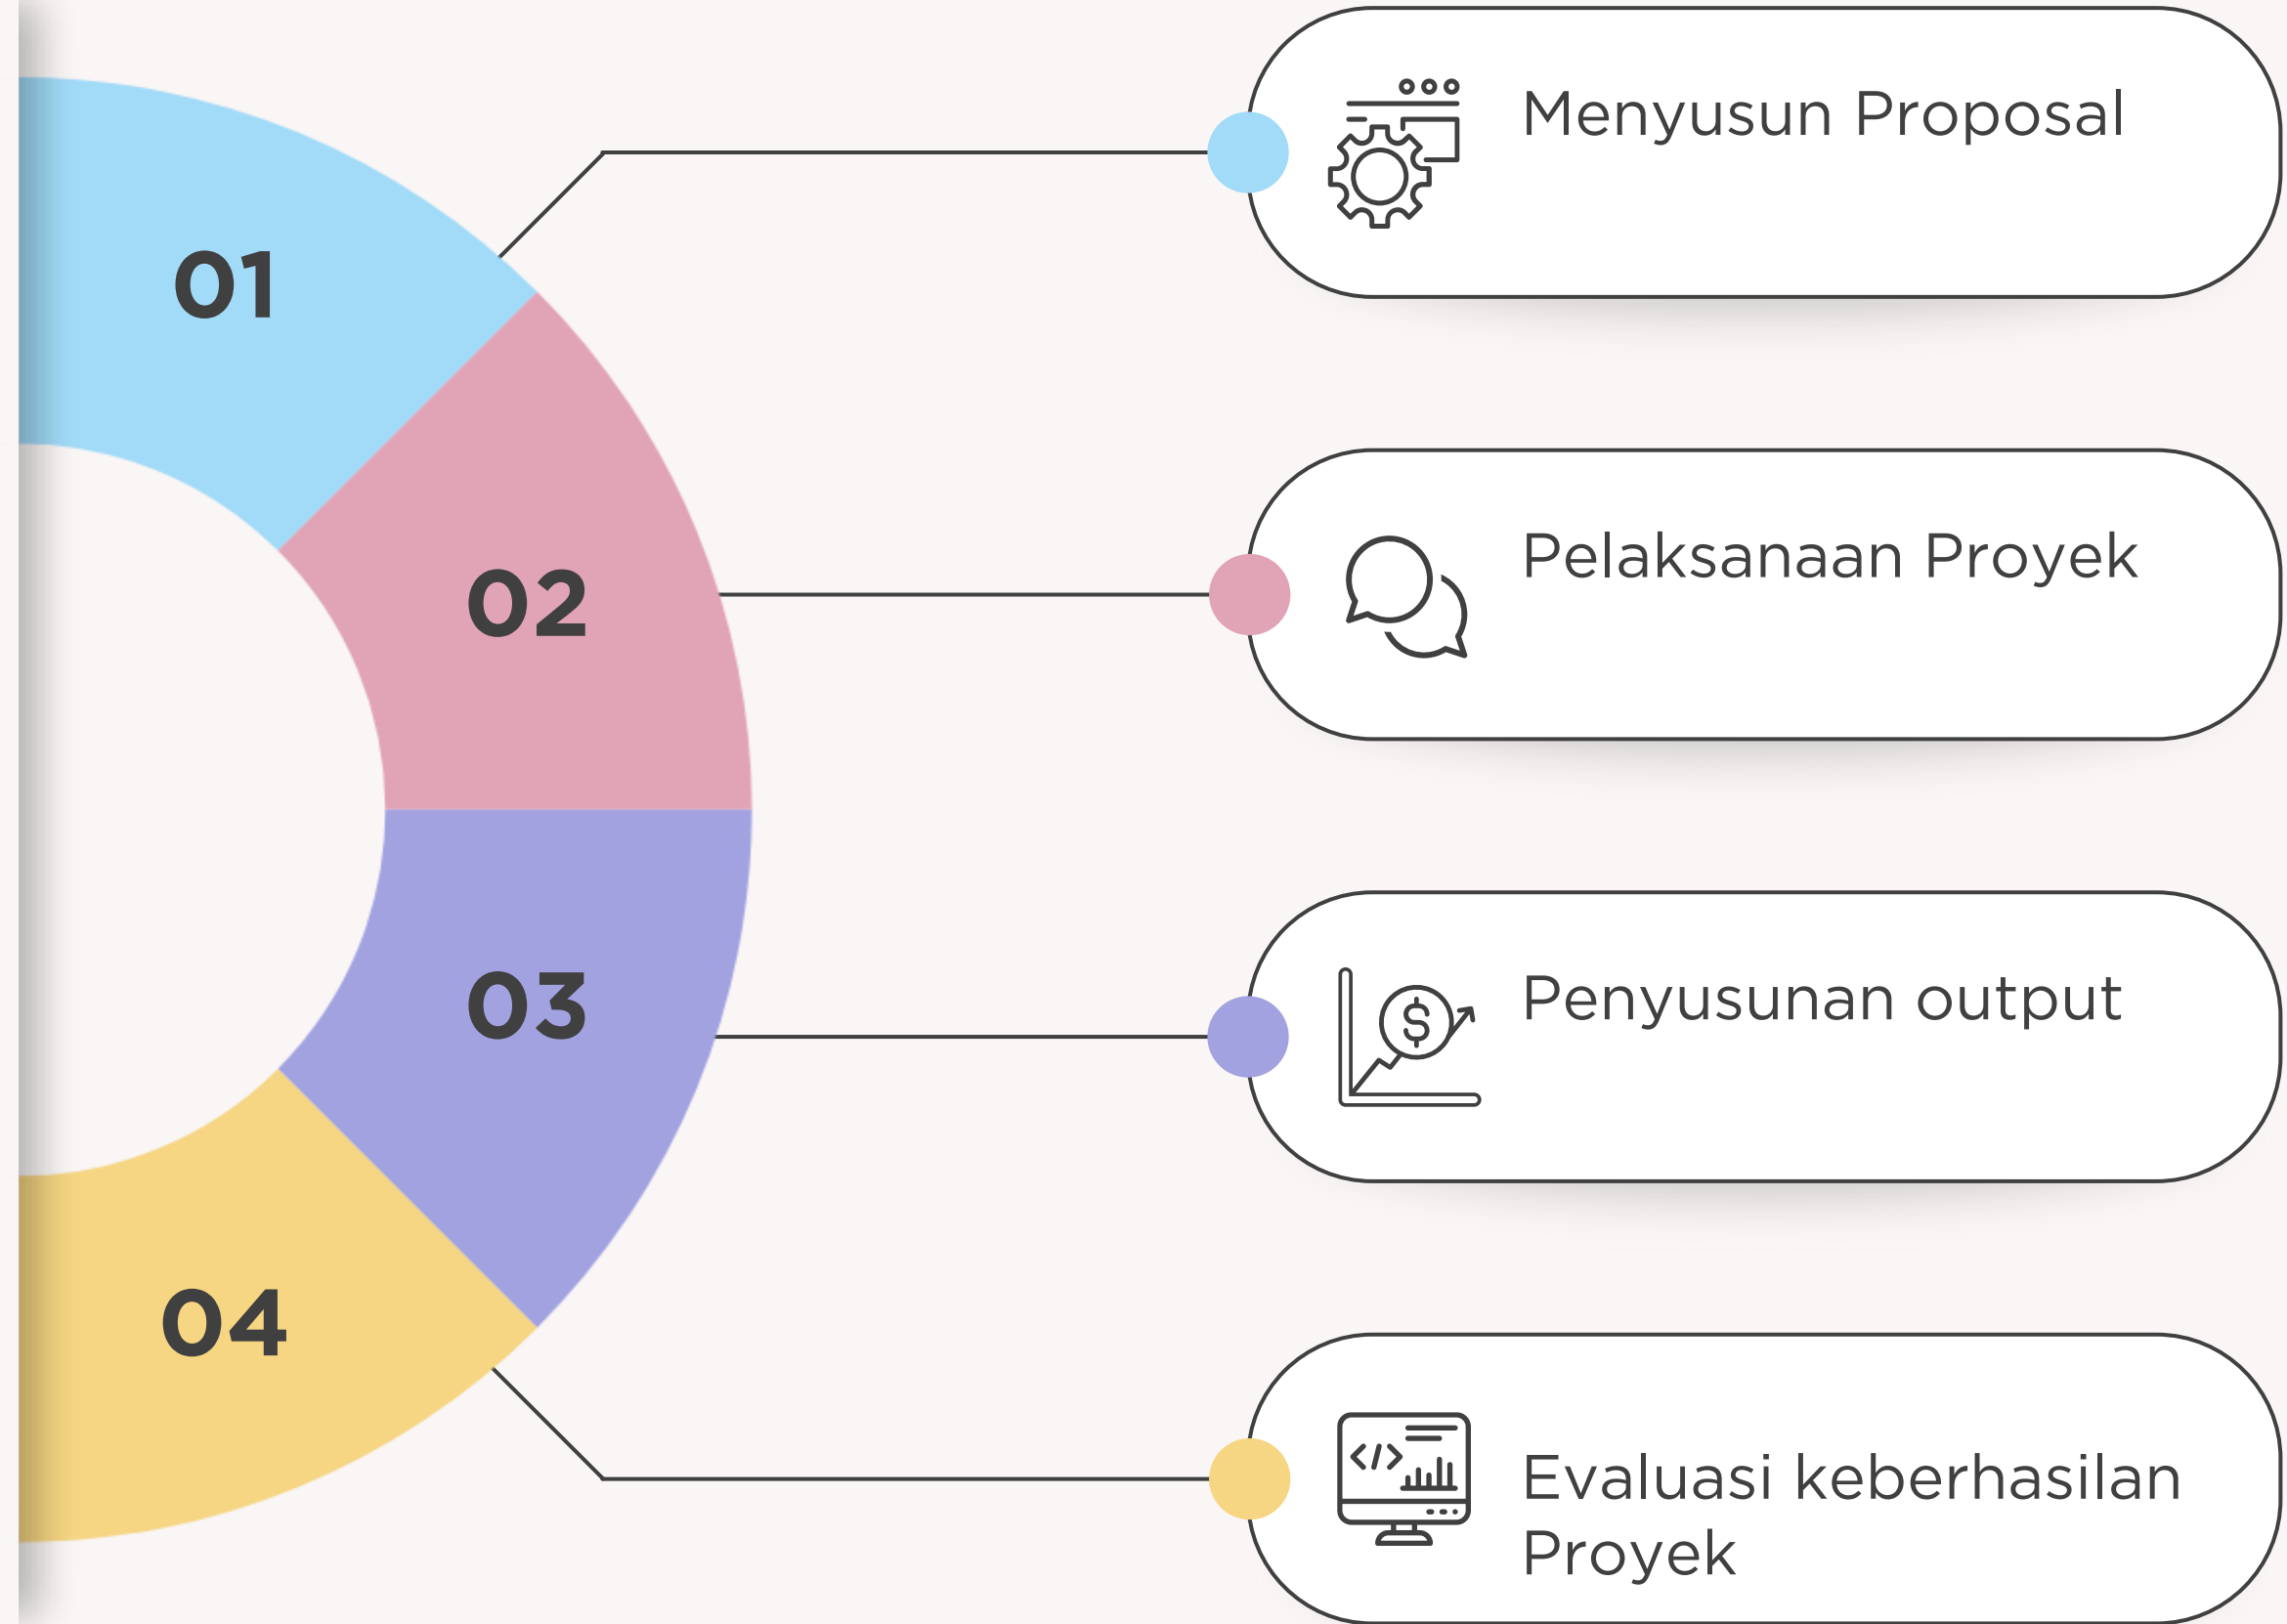 01
Menyusun Proposal
02
Pelaksanaan Proyek
03
Penyusunan output
04
Evaluasi keberhasilan
Proyek